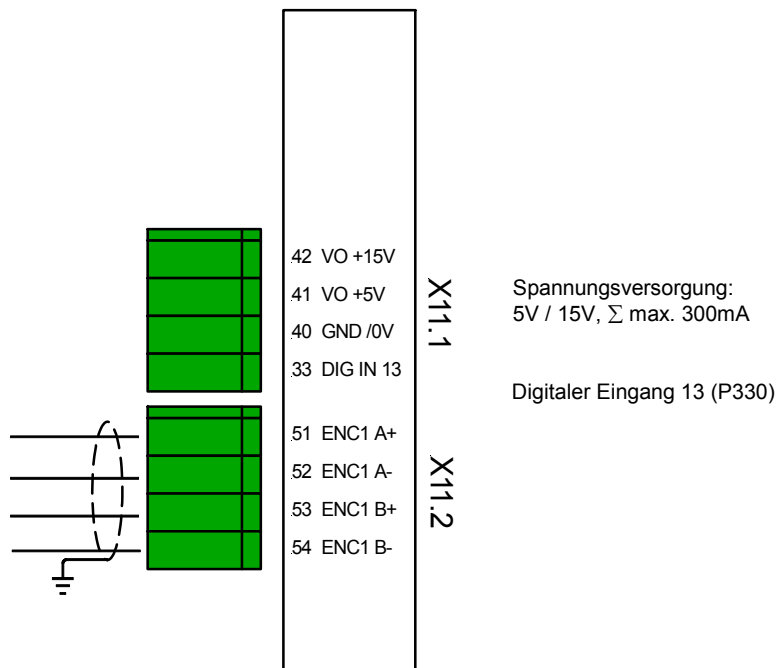 42 VO +15V
41 VO +5V
40 GND /0V
33 DIG IN 13
X11.1
Spannungsversorgung:
5V / 15V, ∑ max. 300mA
Digitaler Eingang 13 (P330)
51 ENC1 A+
52 ENC1 A-
53 ENC1 B+
54 ENC1 B-
X11.2